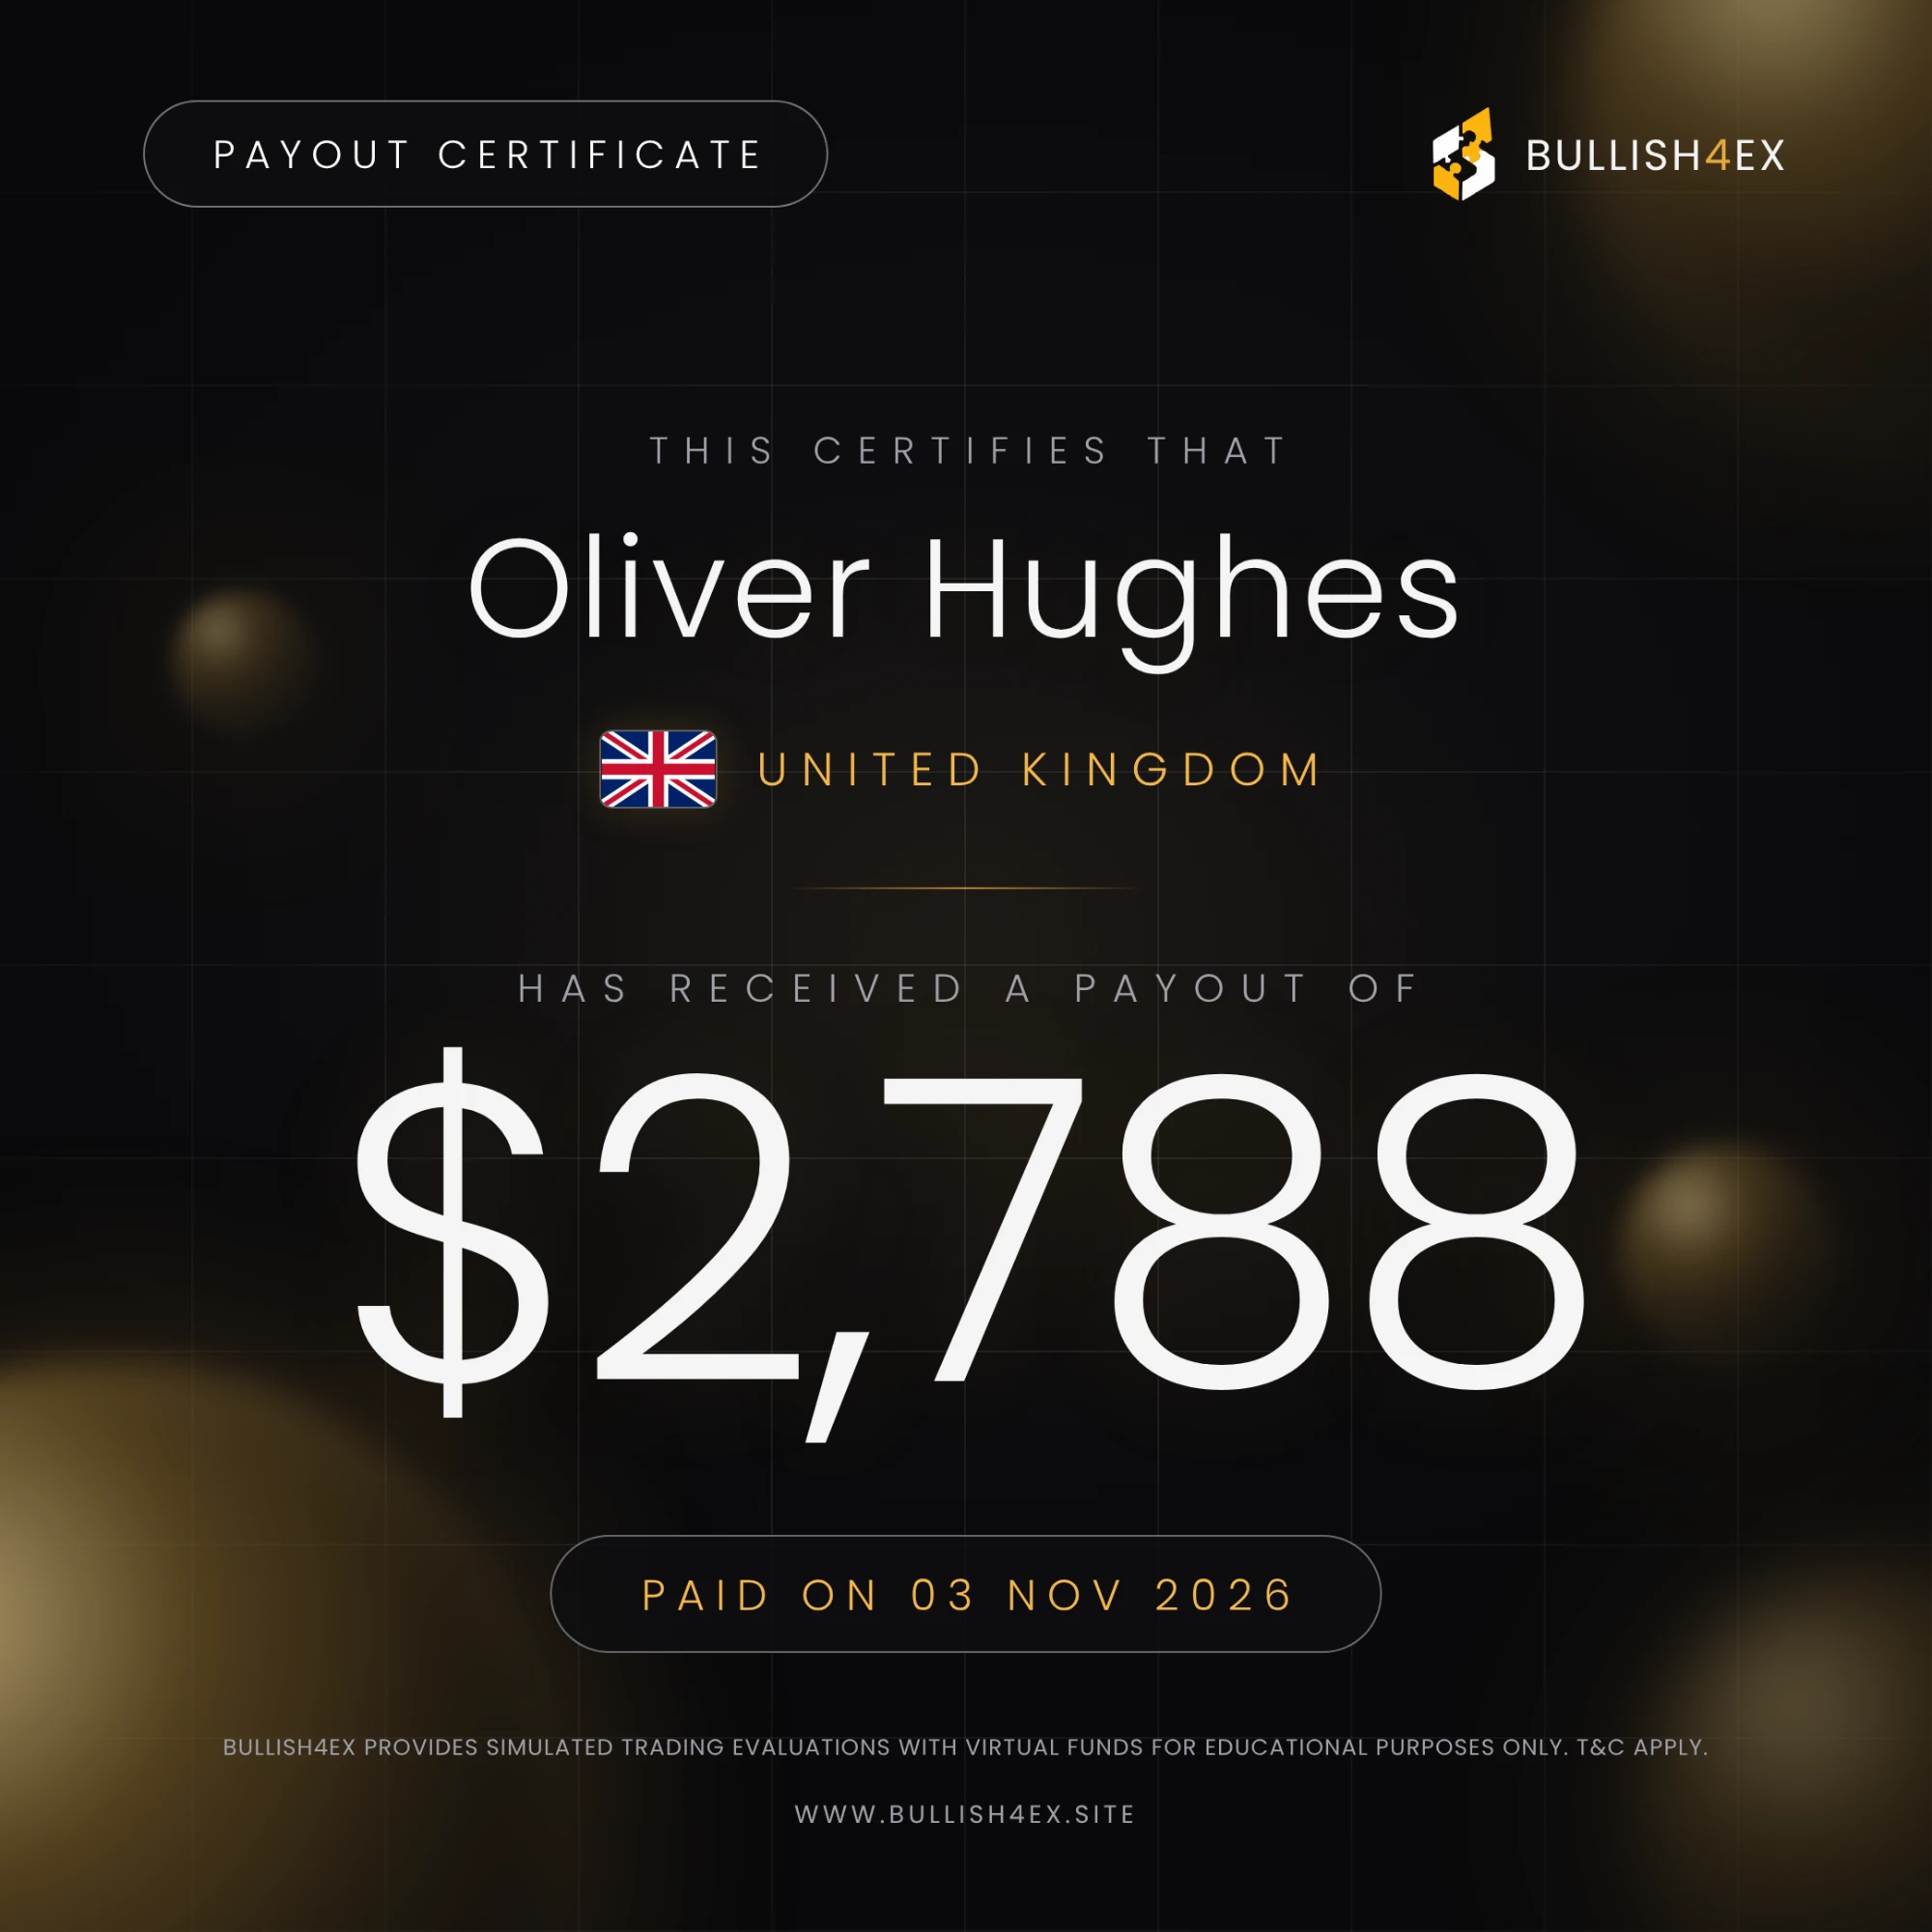 PAYOUT CERTIFICATE
BULLISH4EX
THIS CERTIFIES THAT
Oliver Hughes
UNITED KINGDOM
HAS RECEIVED A PAYOUT OF
$2,788
PAID ON 03 NOV 2026
BULLISH4EX PROVIDES SIMULATED TRADING EVALUATIONS WITH VIRTUAL FUNDS FOR EDUCATIONAL PURPOSES ONLY. T&C APPLY.
WWW.BULLISH4EX.SITE